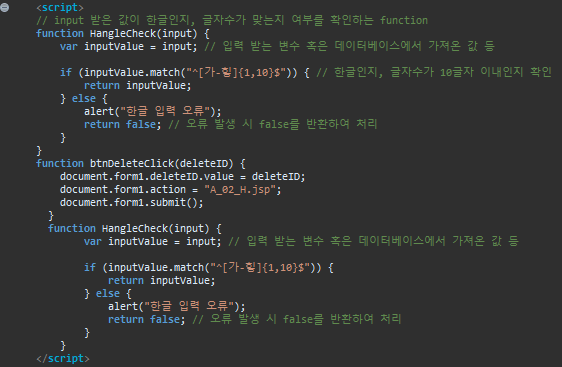 <script>
// input 받은 값이 한글인지, 글자수가 맞는지 여부를 확인하는 function
function HangleCheck(input) {
var inputValue = input; // 입력 받는 변수 혹은 데이터베이스에서 가져온 값 등
if (inputValue.match("^[가-힣]{1,10}$")) { // 한글인지, 글자수가 10글자 이내인지 확인
return inputValue;
} else {
alert("한글 입력 오류");
return false; // 오류 발생 시 false를 반환하여 처리
}
}
function btnDeleteClick(deleteID) {
document.form1.deleteID.value = deleteID;
document.form1.action = "A_02_H.jsp";
document.form1.submit();
}
function HangleCheck(input) {
var inputValue = input; // 입력 받는 변수 혹은 데이터베이스에서 가져온 값 등
if (inputValue.match("^[가-힣]{1,10}$")) {
return inputValue;
} else {
alert("한글 입력 오류");
return false; // 오류 발생 시 false를 반환하여 처리
}
}
</script>